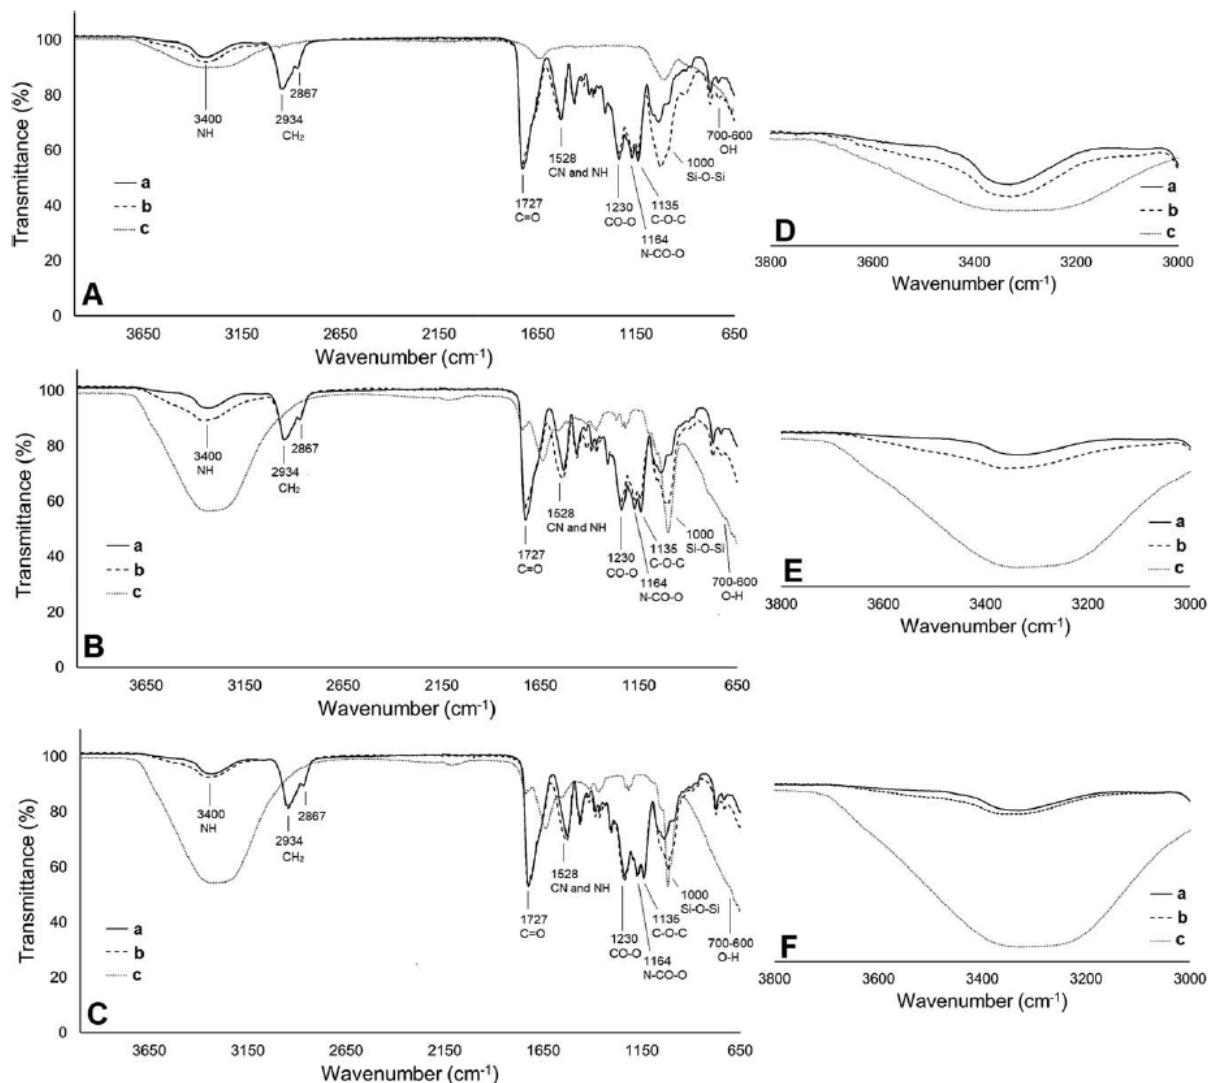 100
80
60
40
20
0
Transmittance (%)
3400
NH
2934
CH₂
2867
1727
C=O
1528
CN and NH
1230
CO-O
1164
N-CO-O
1135
C-O-C
1000
Si-O-Si
700-600
OH
a
b
c
A
3650
3150
2650
2150
1650
1150
650
Wavenumber (cm⁻¹)
a
b
c
D
3800
3600
3400
3200
3000
Wavenumber (cm⁻¹)
100
80
60
40
20
0
Transmittance (%)
3400
NH
2934
CH₂
2867
1727
C=O
1528
CN and NH
1230
CO-O
1164
N-CO-O
1135
C-O-C
1000
Si-O-Si
700-600
O-H
a
b
c
B
3650
3150
2650
2150
1650
1150
650
Wavenumber (cm⁻¹)
a
b
c
E
3800
3600
3400
3200
3000
Wavenumber (cm⁻¹)
100
80
60
40
20
0
Transmittance (%)
3400
NH
2934
CH₂
2867
1727
C=O
1528
CN and NH
1230
CO-O
1164
N-CO-O
1135
C-O-C
1000
Si-O-Si
700-600
O-H
a
b
c
C
3650
3150
2650
2150
1650
1150
650
Wavenumber (cm⁻¹)
a
b
c
F
3800
3600
3400
3200
3000
Wavenumber (cm⁻¹)